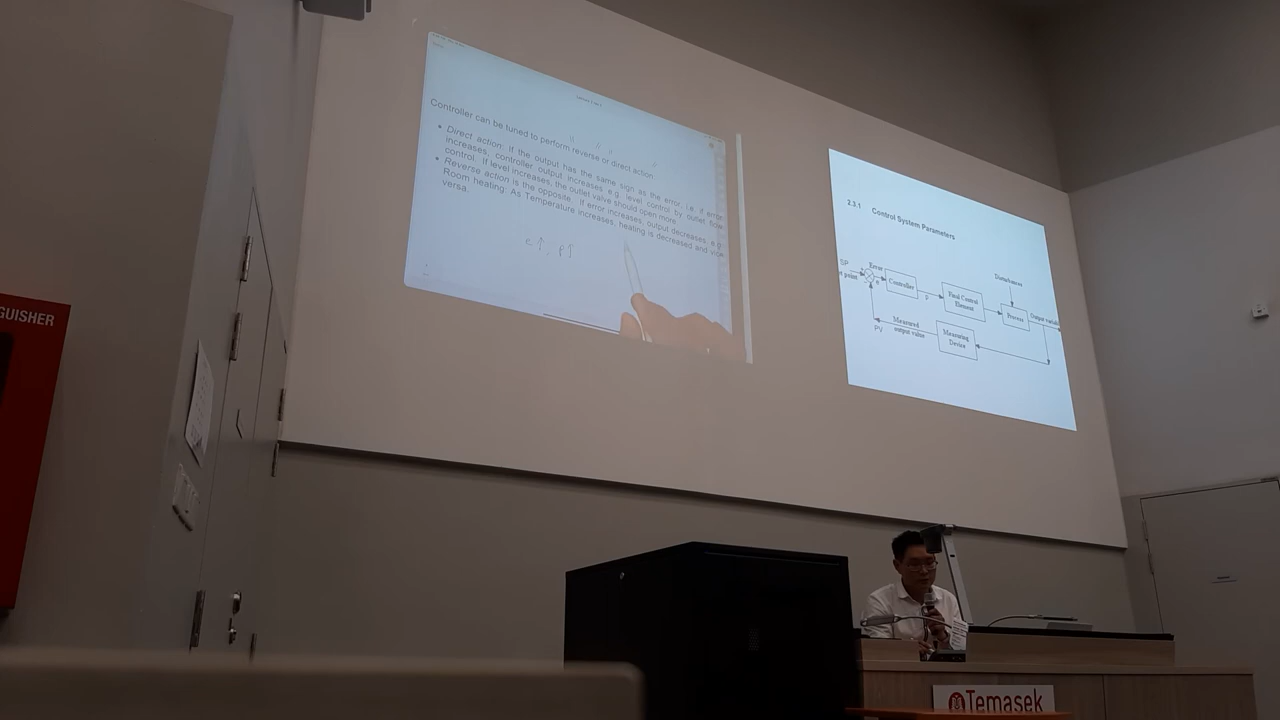 GUISHER
Controller can be tuned to perform reverse or direct action
• Direct action: If the output has the same sign as the error, i.e. if error
increases, controller output increases e.g. level control by outlet flow
control. If level increases, the outlet valve should open more.
• Reverse action is the opposite. If error increases, output decreases, e.g.
Room heating: As Temperature increases, heating is decreased and vice
versa.
e↑, p↑
2.3.1 Control System Parameters
SP
t point
Error
e
Controller
P
Final Control
Element
Disturbances
Process
Output variable
Measured
output value
PV
Measuring
Device
Temasek